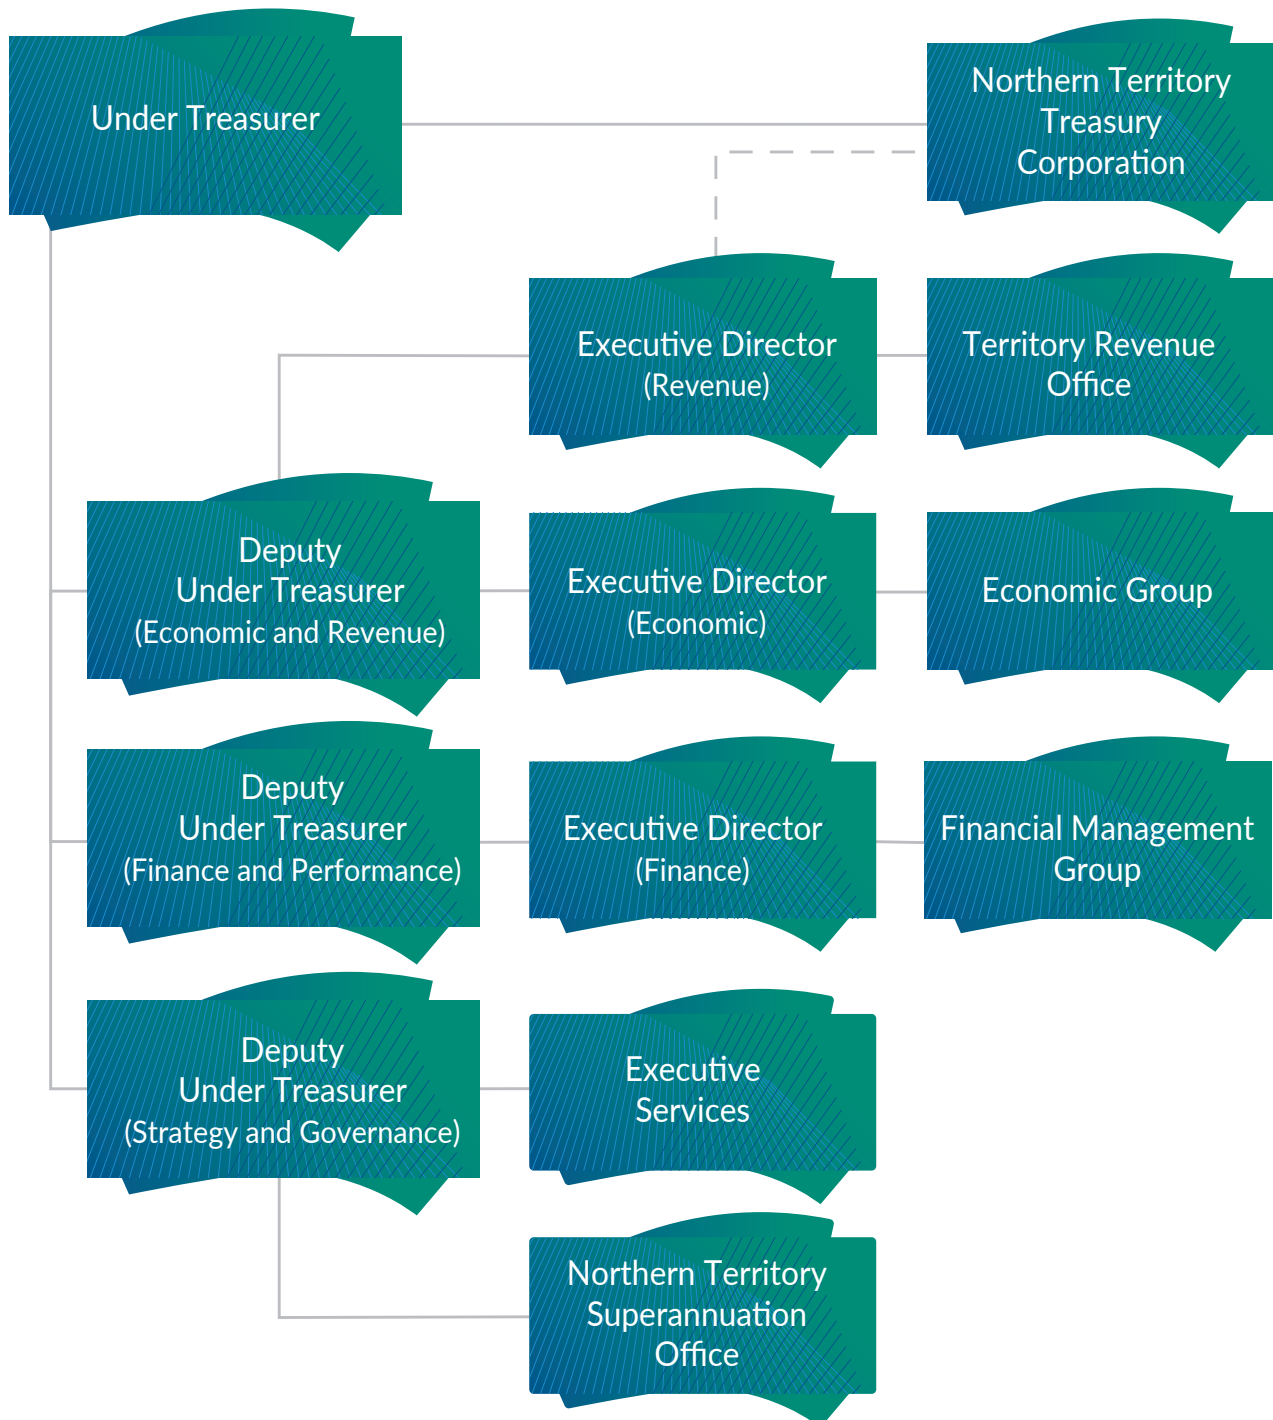 Under Treasurer
Northern Territory
Treasury
Corporation
Executive Director
(Revenue)
Territory Revenue
Office
Deputy
Under Treasurer
(Economic and Revenue)
Executive Director
(Economic)
Economic Group
Deputy
Under Treasurer
(Finance and Performance)
Executive Director
(Finance)
Financial Management
Group
Deputy
Under Treasurer
(Strategy and Governance)
Executive
Services
Northern Territory
Superannuation
Office